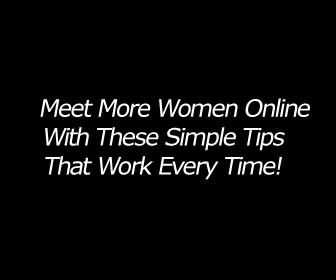 Meet More Women Online
With These Simple Tips
That Work Every Time!